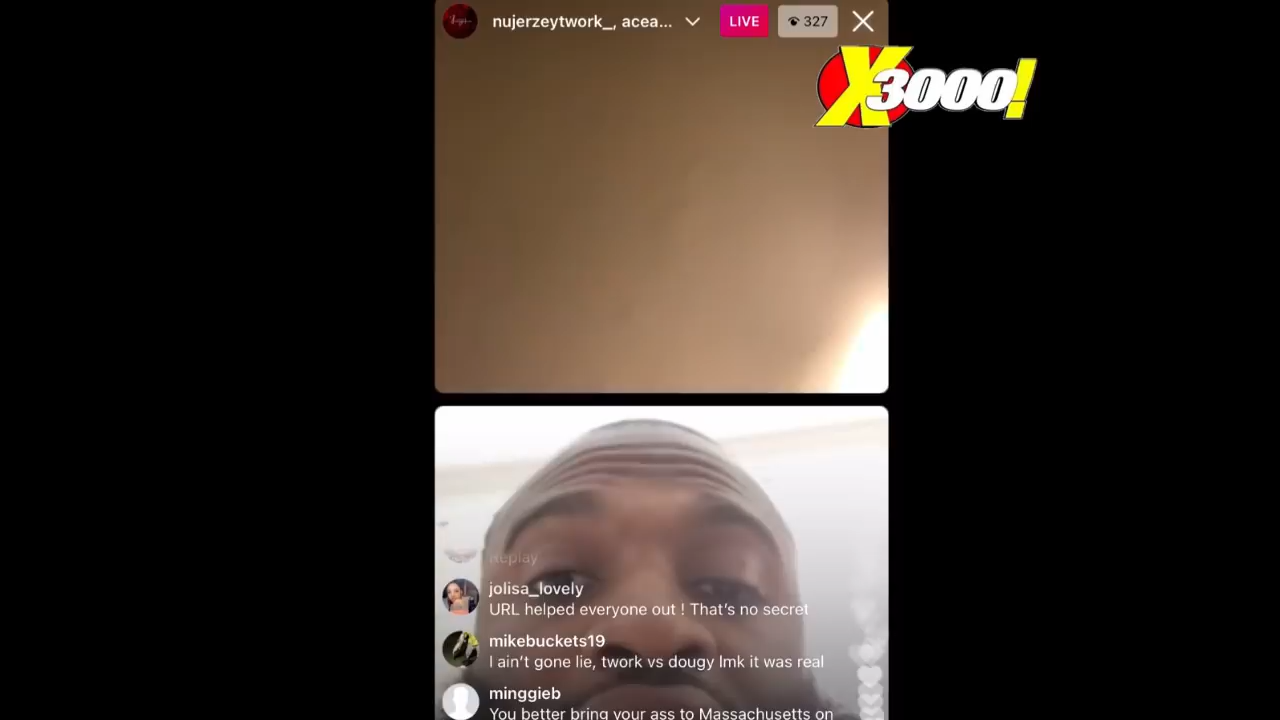 nujerzeytwork_, acea...
LIVE
327
X3000!
Replay
jolisa_lovely
URL helped everyone out ! That's no secret
mikebuckets19
I ain't gone lie, twork vs dougy lmk it was real
minggieb
You better bring your ass to Massachusetts on